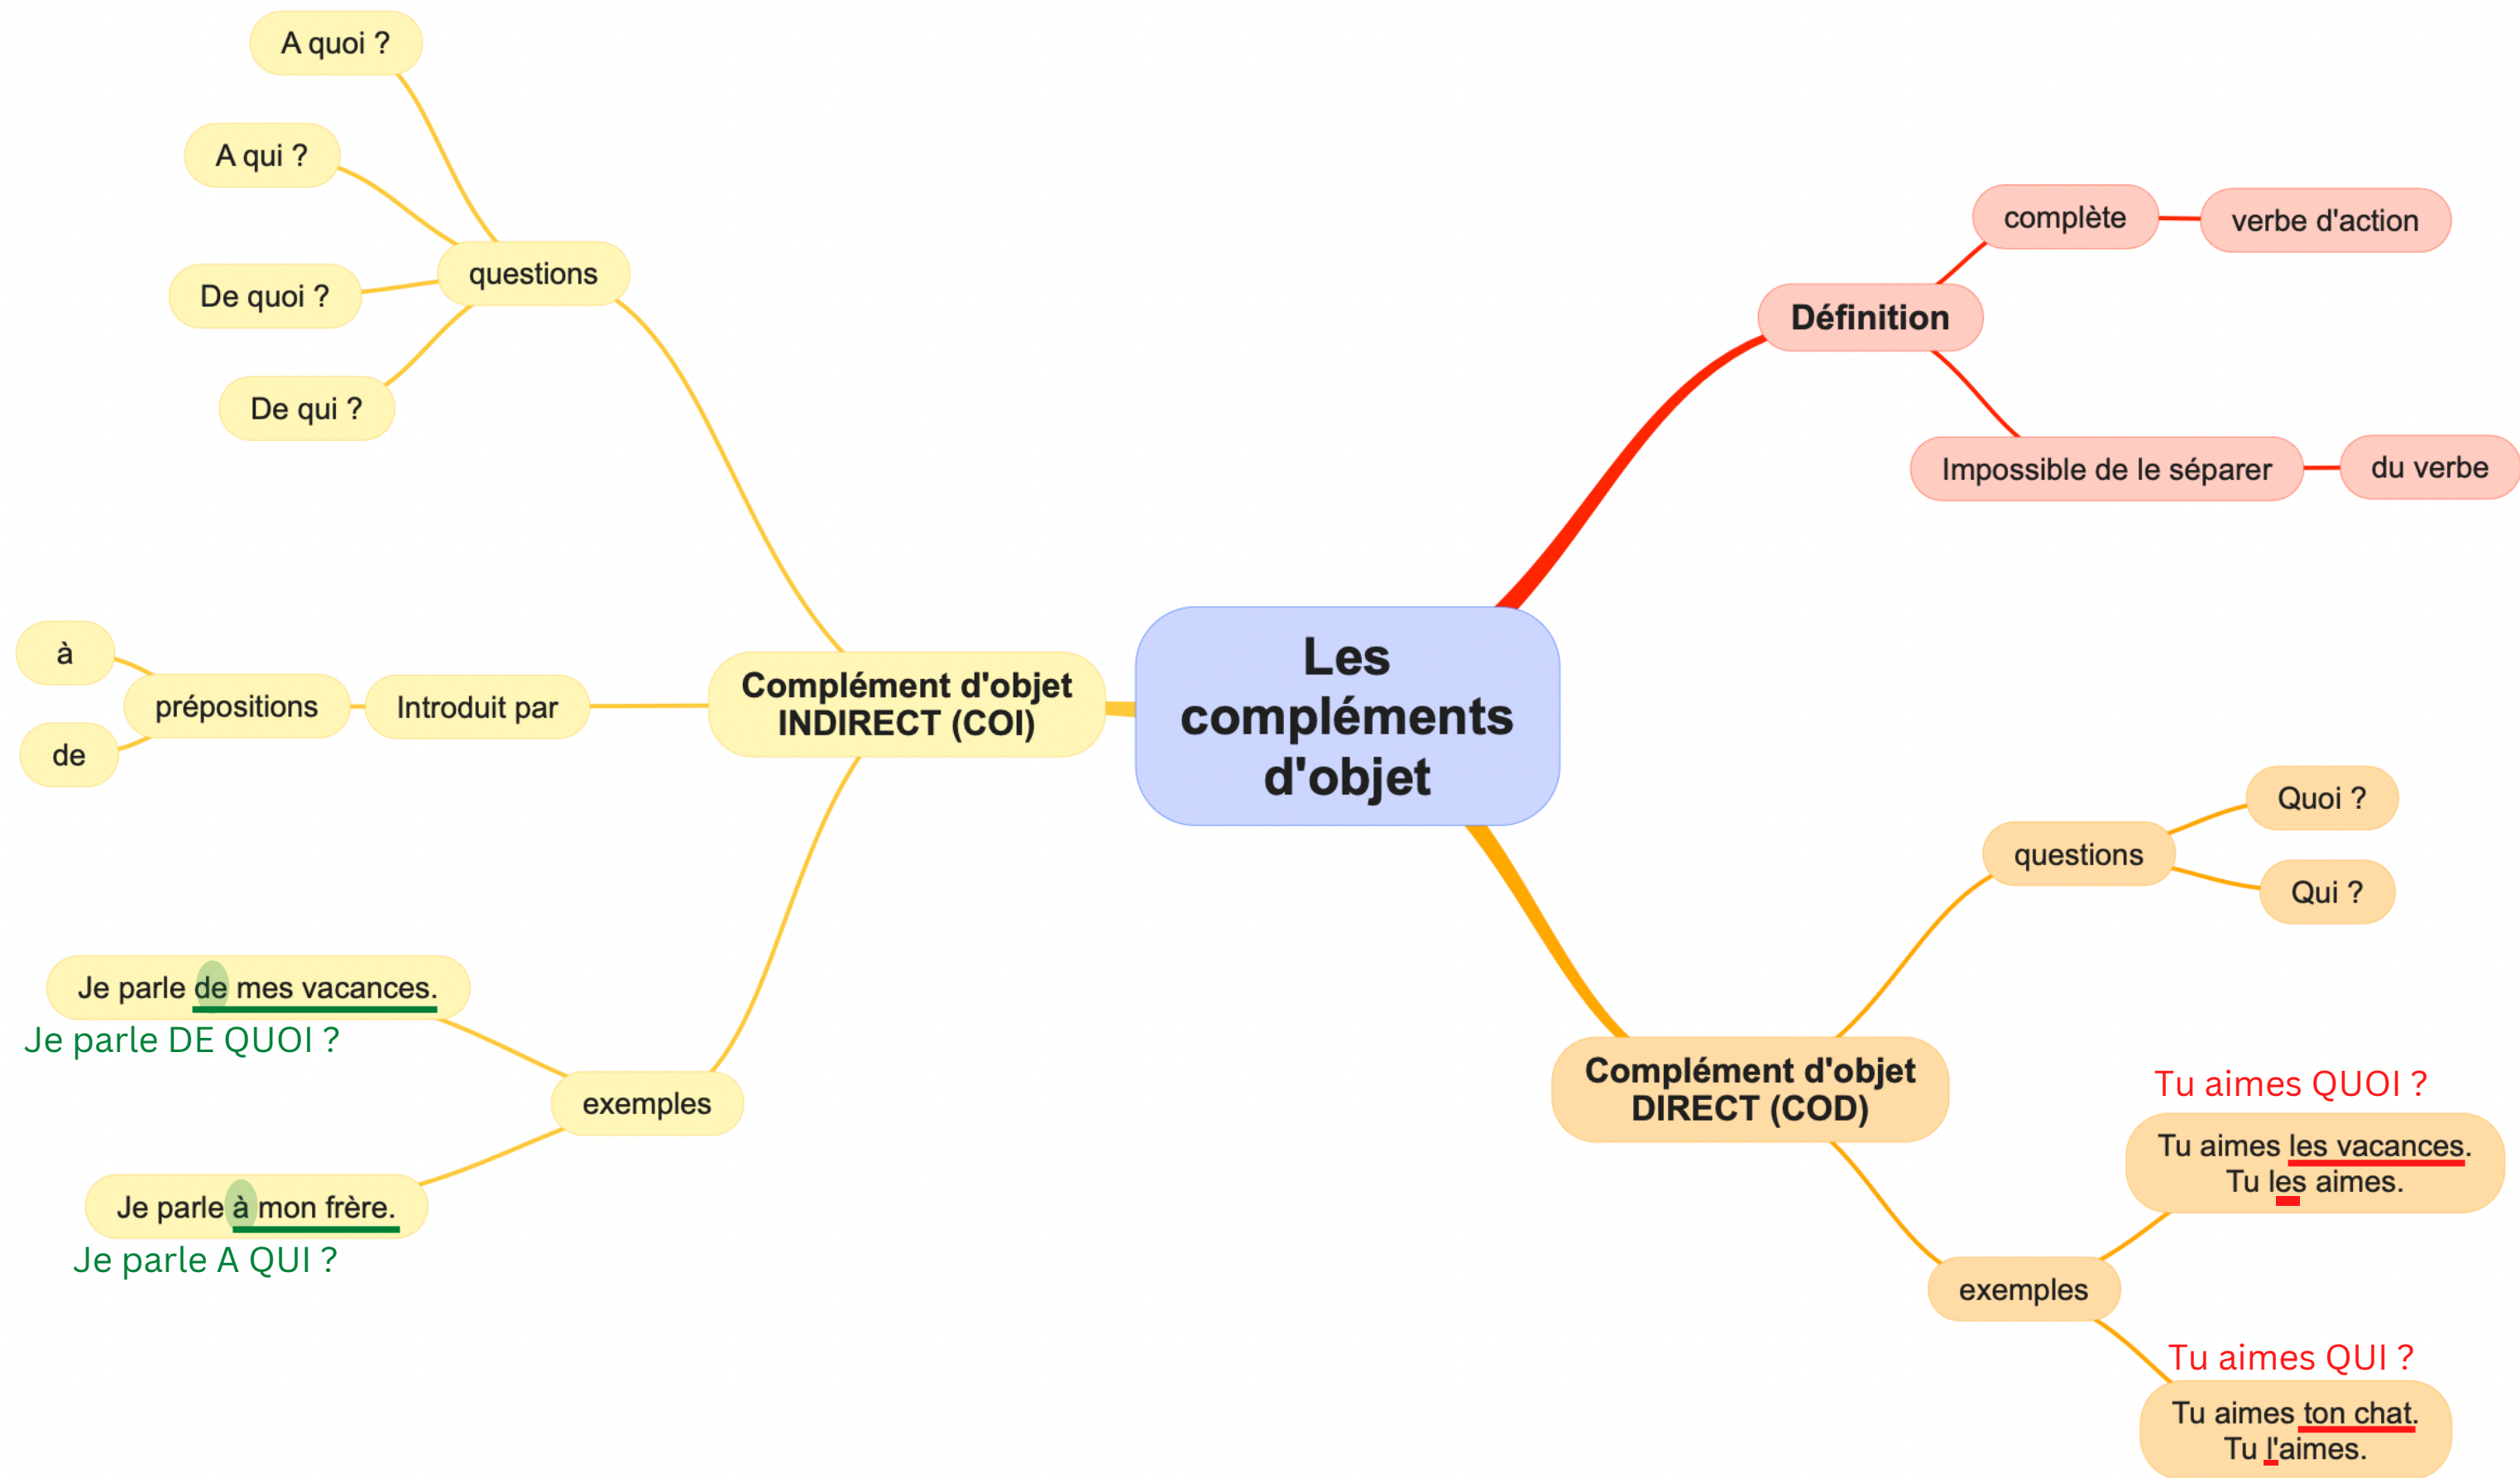 Les
compléments
d'objet
Définition
complète
verbe d'action
Impossible de le séparer
du verbe
Complément d'objet
DIRECT (COD)
questions
Quoi ?
Qui ?
exemples
Tu aimes QUOI ?
Tu aimes les vacances.
Tu les aimes.
Tu aimes QUI ?
Tu aimes ton chat.
Tu l'aimes.
Complément d'objet
INDIRECT (COI)
questions
A quoi ?
A qui ?
De quoi ?
De qui ?
Introduit par
prépositions
à
de
exemples
Je parle de mes vacances.
Je parle DE QUOI ?
Je parle à mon frère.
Je parle A QUI ?